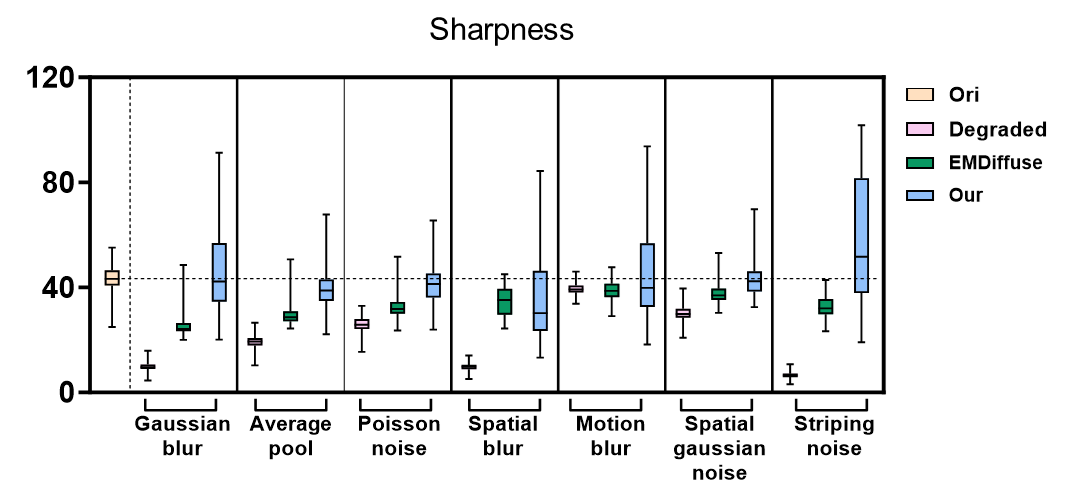 Sharpness
120
80
40
0
Ori
Degraded
EMDiffuse
Our
Gaussian
blur
Average
pool
Poisson
noise
Spatial
blur
Motion
blur
Spatial
gaussian
noise
Striping
noise